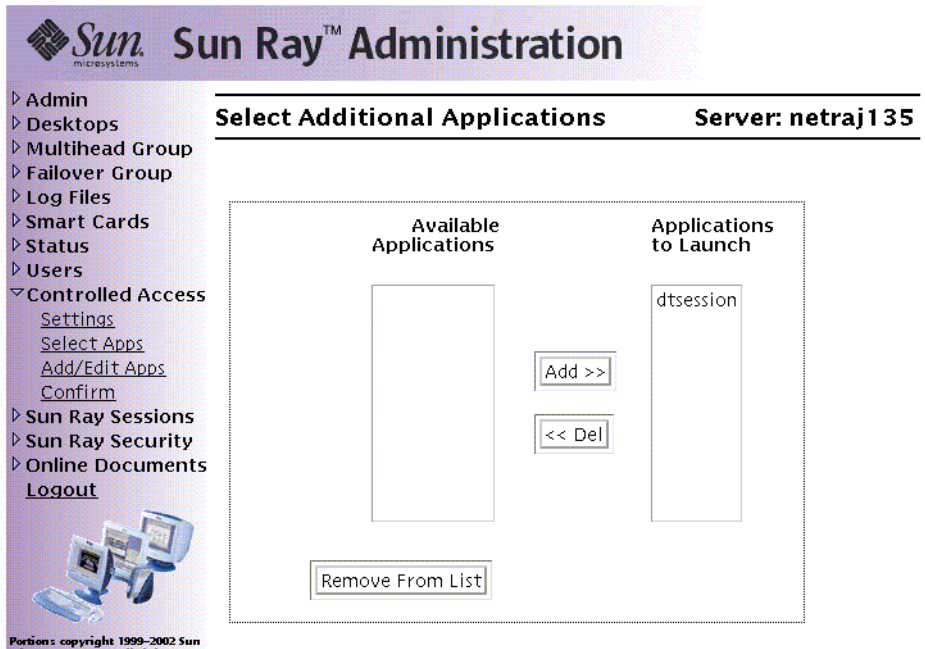 Sun
microsystems
Sun Ray™ Administration
Admin
Desktops
Multihead Group
Failover Group
Log Files
Smart Cards
Status
Users
Controlled Access
Settings
Select Apps
Add/Edit Apps
Confirm
Sun Ray Sessions
Sun Ray Security
Online Documents
Logout
Portions copyright 1999–2002 Sun
Select Additional Applications
Server: netraj135
Available
Applications
Applications
to Launch
dtsession
Add >>
<< Del
Remove From List